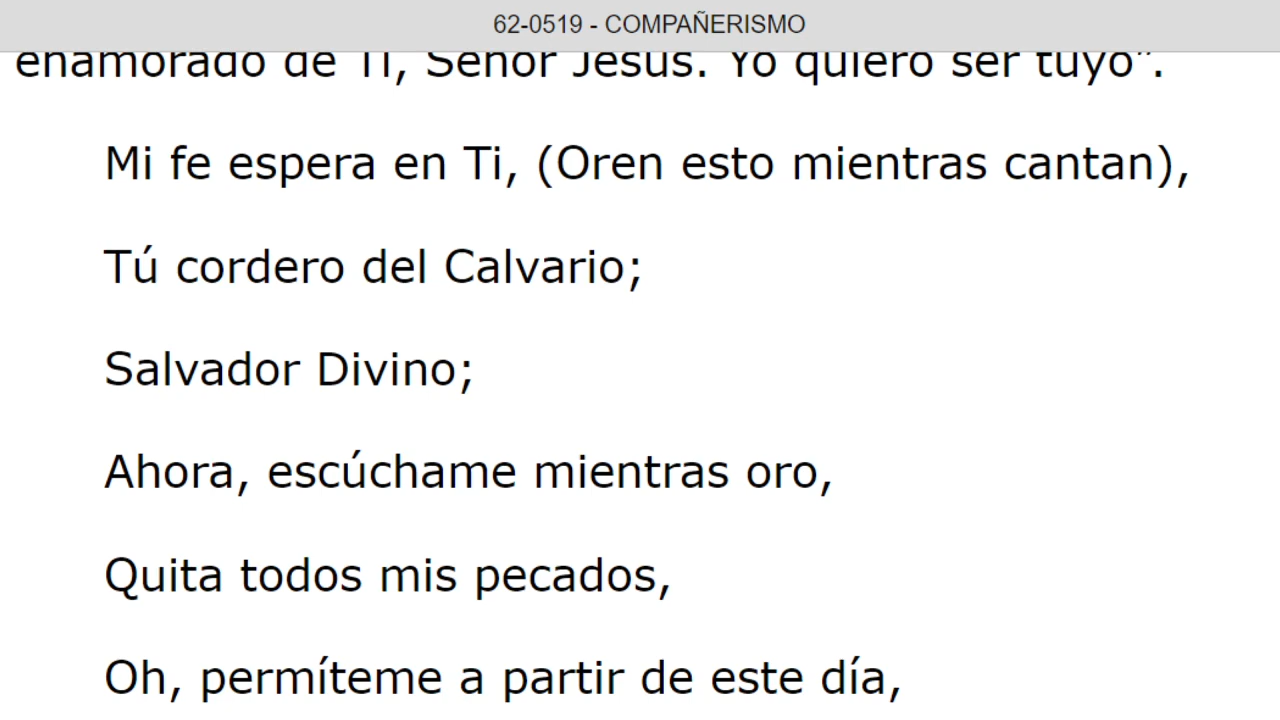 62-0519 - COMPAÑERISMO
enamorado de Ti, Señor Jesús. Yo quiero ser tuyo”.
Mi fe espera en Ti, (Oren esto mientras cantan),
Tú cordero del Calvario;
Salvador Divino;
Ahora, escúchame mientras oro,
Quita todos mis pecados,
Oh, permíteme a partir de este día,